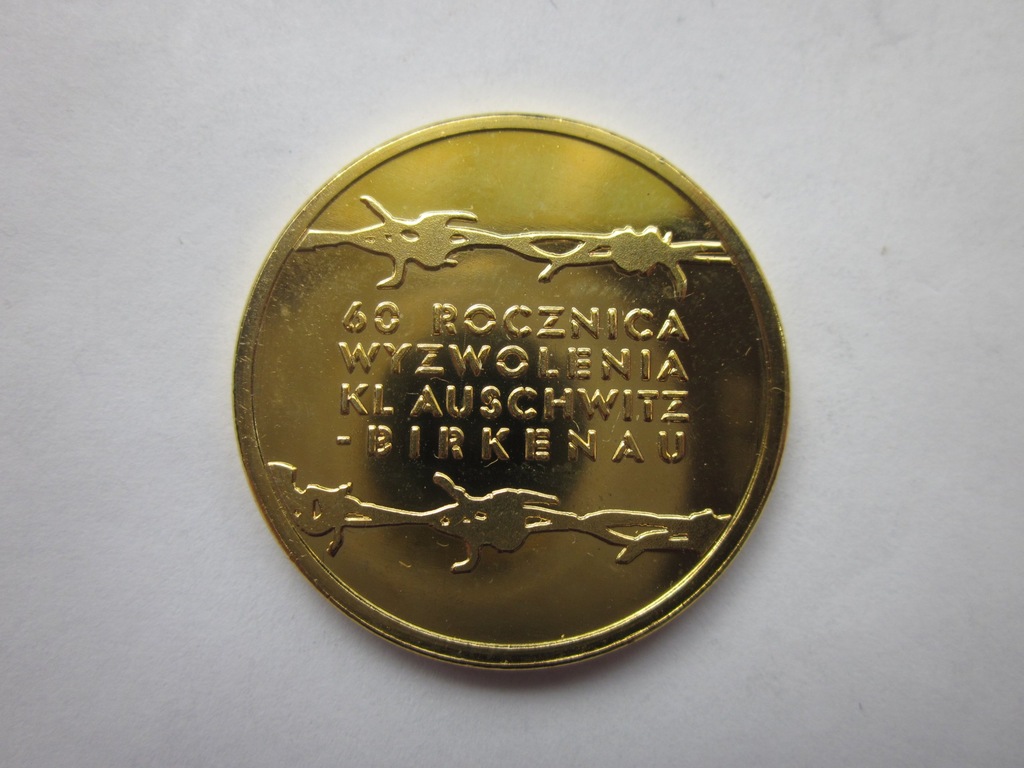 60 ROCZNICA
WYZWOLENIA
KL AUSCHWITZ
-BIRKENAU